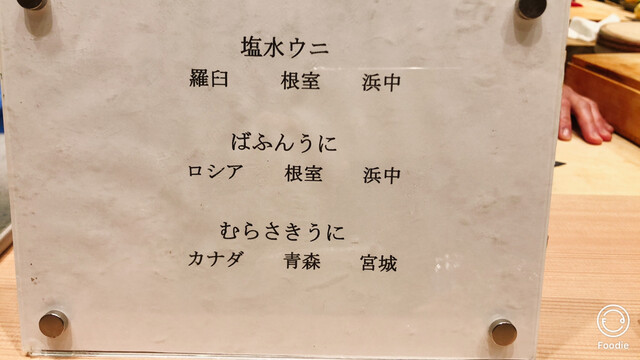 塩水ウニ
羅臼 根室 浜中
ばふんうに
ロシア 根室 浜中
むらさきうに
カナダ 青森 宮城
Foodie